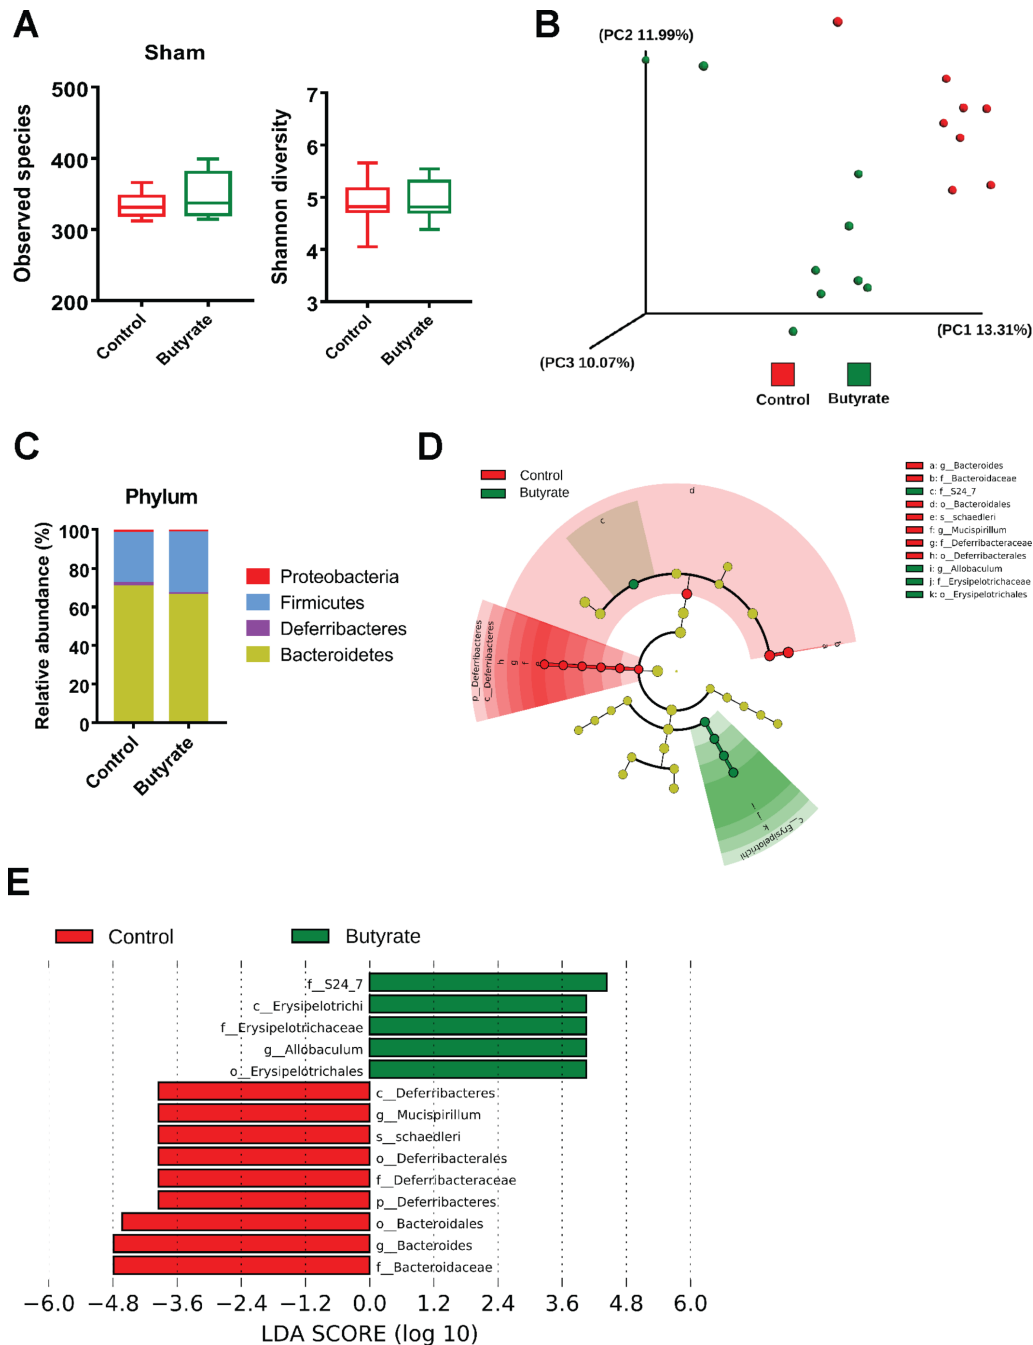 A
Sham
Observed species
500
400
300
200
Control
Butyrate
Shannon diversity
7
6
5
4
3
Control
Butyrate
B
(PC2 11.99%)
(PC1 13.31%)
(PC3 10.07%)
Control
Butyrate
C
Phylum
Relative abundance (%)
100
80
60
40
20
0
Control
Butyrate
Proteobacteria
Firmicutes
Deferribacteres
Bacteroidetes
D
Control
Butyrate
d
c
b
a
p__Deferribacteres
c__Deferribacteres
h
g
f
e
i
j
k
c__Erysipelotrichi
a: g__Bacteroides
b: f__Bacteroidaceae
c: f__S24_7
d: o__Bacteroidales
e: s__schaedleri
f: g__Mucispirillum
g: f__Deferribacteraceae
h: o__Deferribacterales
i: g__Allobaculum
j: f__Erysipelotrichaceae
k: o__Erysipelotrichales
E
Control
Butyrate
f__S24_7
c__Erysipelotrichi
f__Erysipelotrichaceae
g__Allobaculum
o__Erysipelotrichales
c__Deferribacteres
g__Mucispirillum
s__schaedleri
o__Deferribacterales
f__Deferribacteraceae
p__Deferribacteres
o__Bacteroidales
g__Bacteroides
f__Bacteroidaceae
−6.0 −4.8 −3.6 −2.4 −1.2 0.0 1.2 2.4 3.6 4.8 6.0
LDA SCORE (log 10)